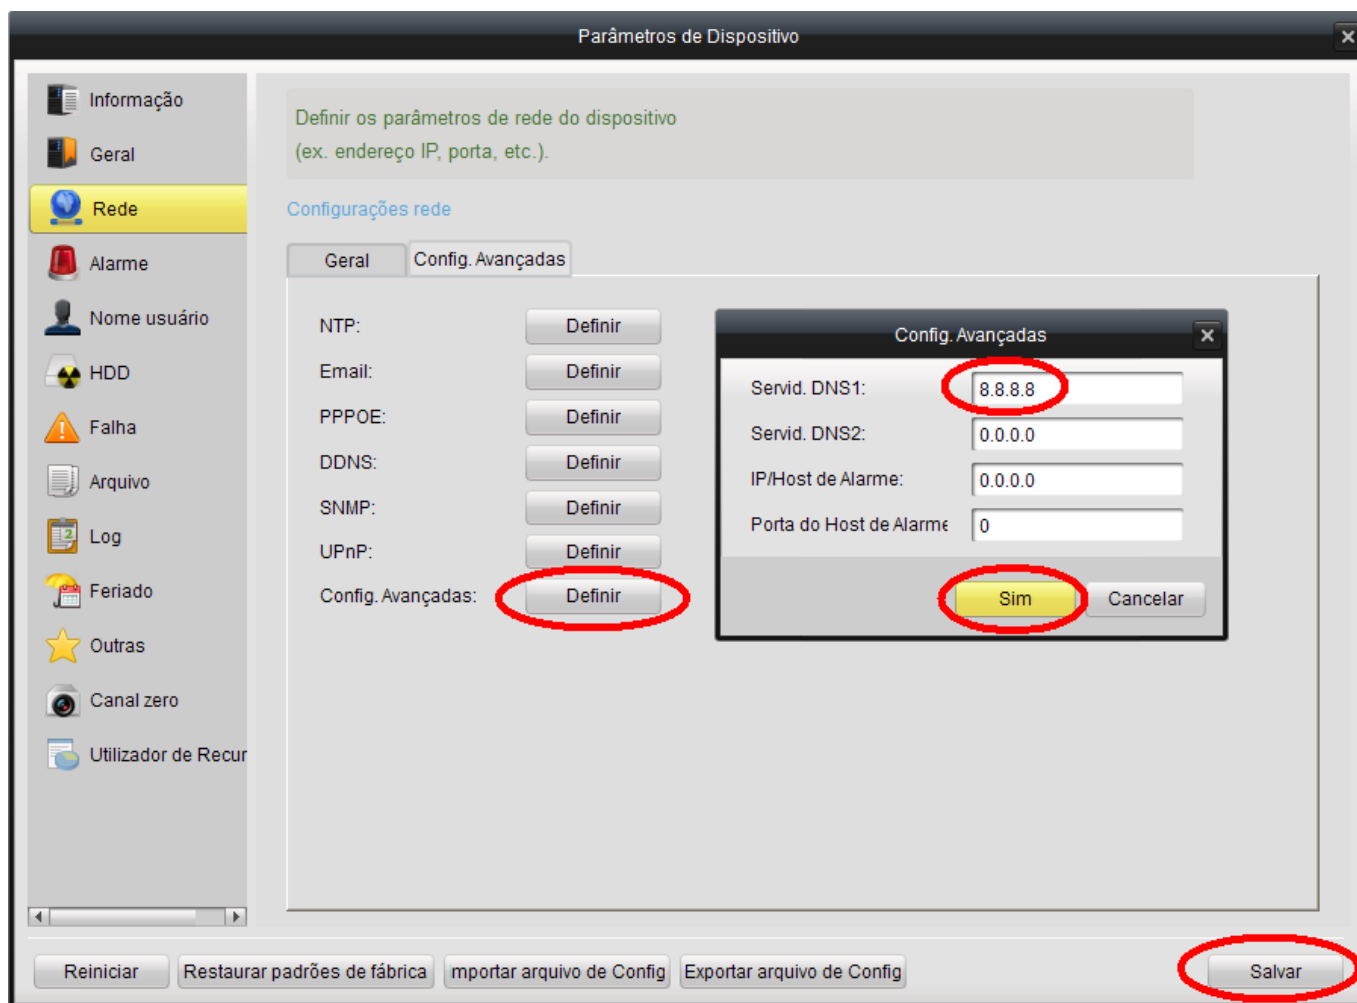 Parâmetros de Dispositivo
Informação
Geral
Rede
Alarme
Nome usuário
HDD
Falha
Arquivo
Log
Feriado
Outras
Canal zero
Utilizador de Recur
Definir os parâmetros de rede do dispositivo
(ex. endereço IP, porta, etc.).
Configurações rede
Geral Config. Avançadas
NTP: Definir
Email: Definir
PPPOE: Definir
DDNS: Definir
SNMP: Definir
UPnP: Definir
Config. Avançadas: Definir
Config. Avançadas
Servid. DNS1: 8.8.8.8
Servid. DNS2: 0.0.0.0
IP/Host de Alarme: 0.0.0.0
Porta do Host de Alarme 0
Sim Cancelar
Reiniciar Restaurar padrões de fábrica mportar arquivo de Config Exportar arquivo de Config Salvar